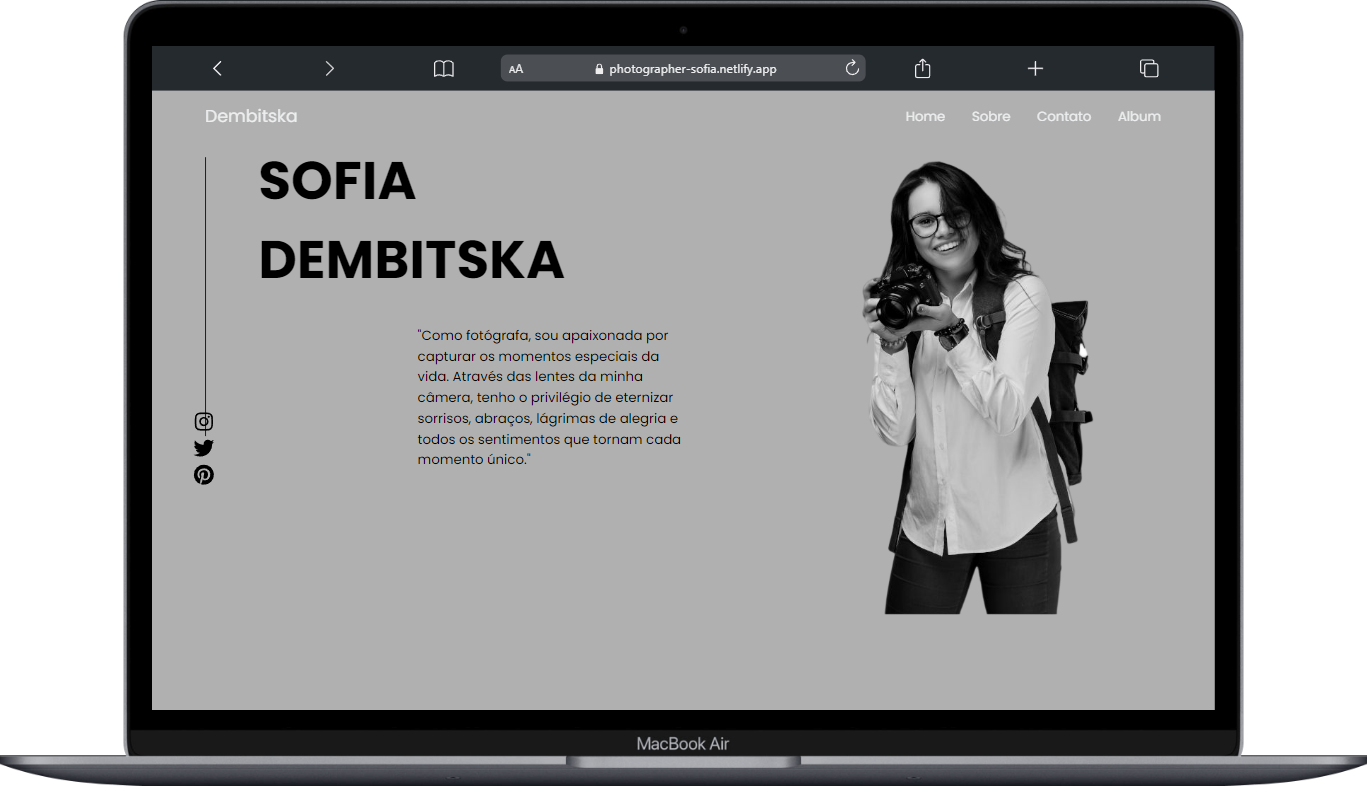 AA
photographer-sofia.netlify.app
Dembitska
Home Sobre Contato Album
SOFIA
DEMBITSKA
"Como fotógrafa, sou apaixonada por
capturar os momentos especiais da
vida. Através das lentes da minha
câmera, tenho o privilégio de eternizar
sorrisos, abraços, lágrimas de alegria e
todos os sentimentos que tornam cada
momento único."
MacBook Air